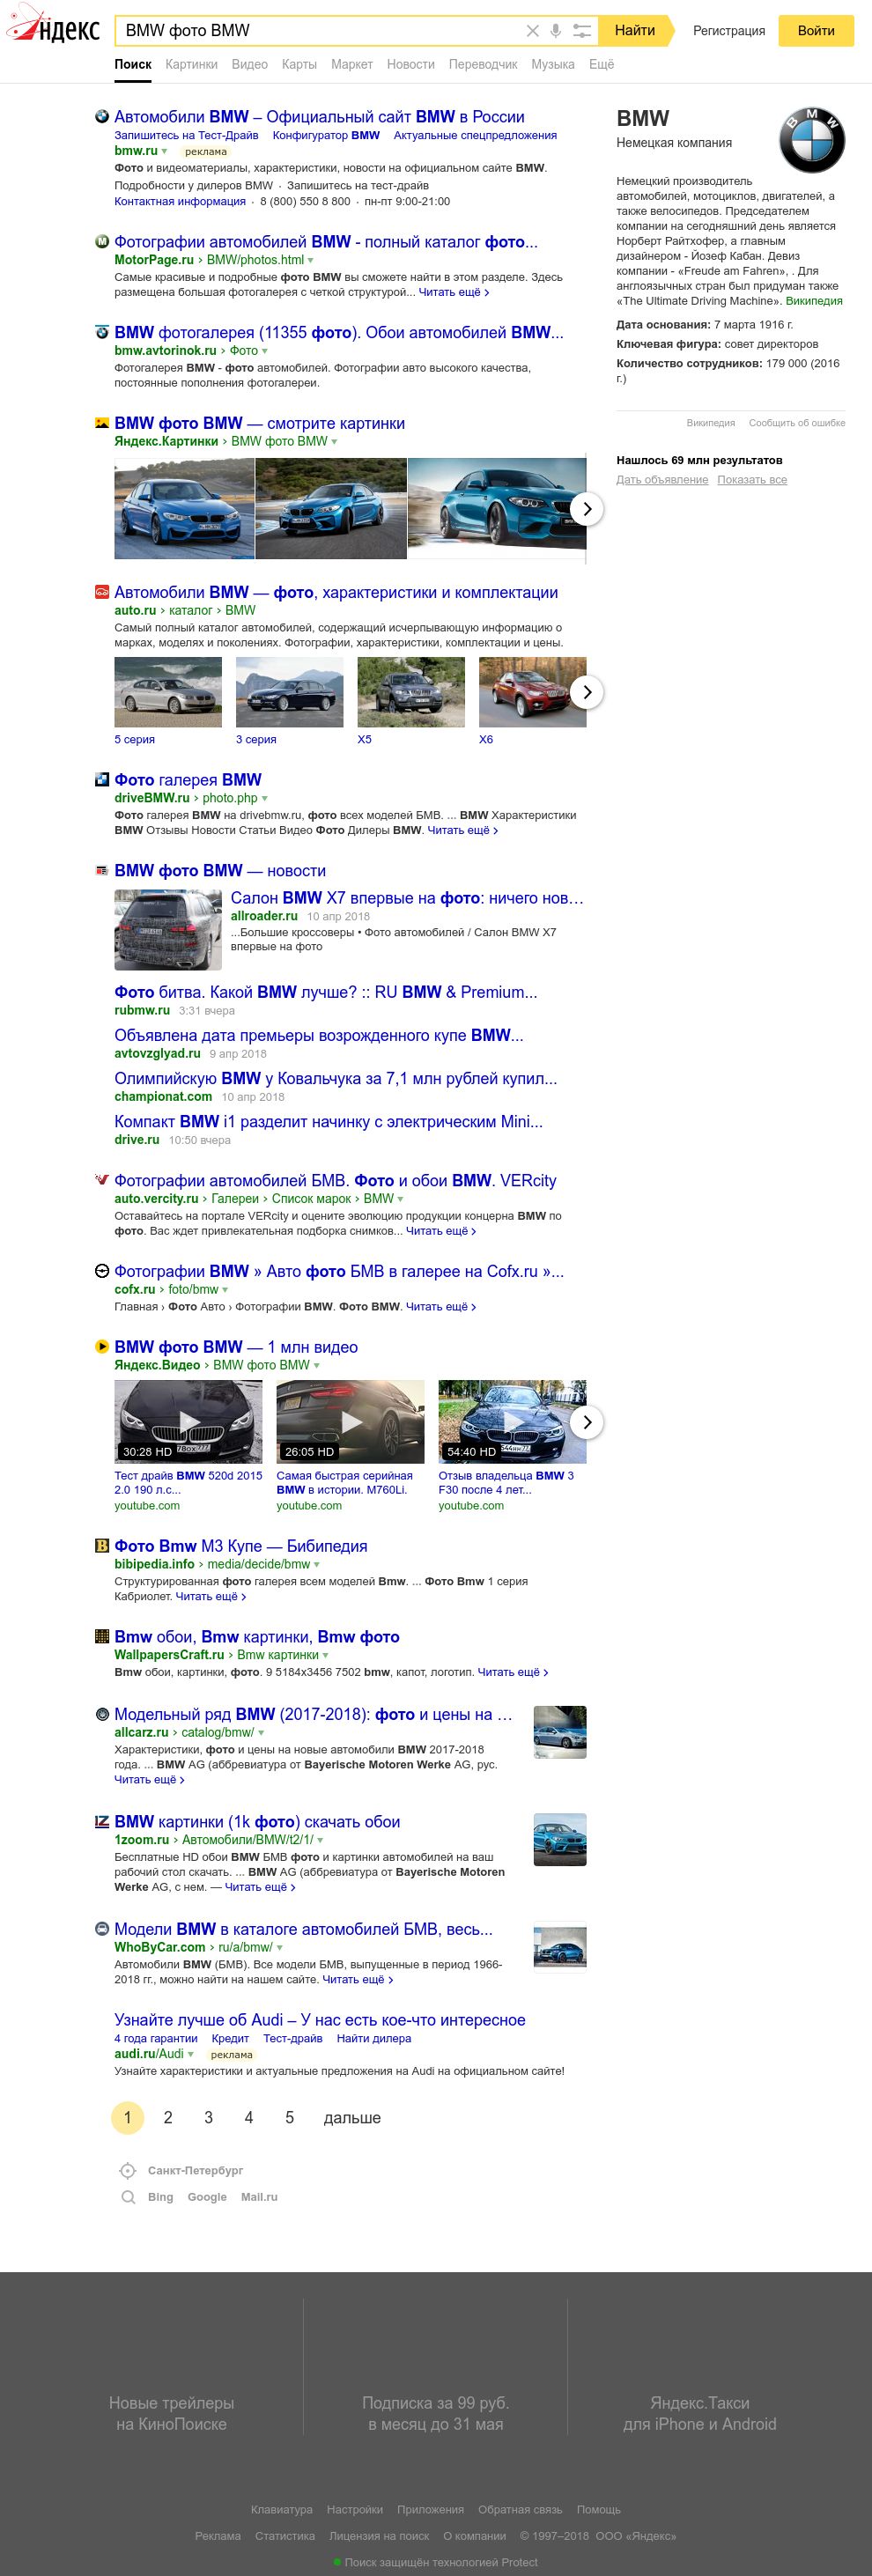 Яндекс
BMW фото BMW
Найти
Регистрация
Войти
Поиск Картинки Видео Карты Маркет Новости Переводчик Музыка Ещё
Автомобили BMW – Официальный сайт BMW в России
Запишитесь на Тест-Драйв Конфигуратор BMW Актуальные спецпредложения
bmw.ru реклама
Фото и видеоматериалы, характеристики, новости на официальном сайте BMW.
Подробности у дилеров BMW · Запишитесь на тест-драйв
Контактная информация · 8 (800) 550 8 800 · пн-пт 9:00-21:00
Фотографии автомобилей BMW - полный каталог фото...
MotorPage.ru › BMW/photos.html
Самые красивые и подробные фото BMW вы сможете найти в этом разделе. Здесь
размещена большая фотогалерея с четкой структурой... Читать ещё ›
BMW фотогалерея (11355 фото). Обои автомобилей BMW...
bmw.avtorinok.ru › Фото
Фотогалерея BMW - фото автомобилей. Фотографии авто высокого качества,
постоянные пополнения фотогалереи.
BMW фото BMW — смотрите картинки
Яндекс.Картинки › BMW фото BMW
Автомобили BMW — фото, характеристики и комплектации
auto.ru › каталог › BMW
Самый полный каталог автомобилей, содержащий исчерпывающую информацию о
марках, моделях и поколениях. Фотографии, характеристики, комплектации и цены.
5 серия 3 серия X5 X6
Фото галерея BMW
driveBMW.ru › photo.php
Фото галерея BMW на drivebmw.ru, фото всех моделей БМВ. ... BMW Характеристики
BMW Отзывы Новости Статьи Видео Фото Дилеры BMW. Читать ещё ›
BMW фото BMW — новости
Салон BMW X7 впервые на фото: ничего нов…
allroader.ru 10 апр 2018
...Большие кроссоверы • Фото автомобилей / Салон BMW X7
впервые на фото
Фото битва. Какой BMW лучше? :: RU BMW & Premium...
rubmw.ru 3:31 вчера
Объявлена дата премьеры возрожденного купе BMW...
avtovzglyad.ru 9 апр 2018
Олимпийскую BMW у Ковальчука за 7,1 млн рублей купил...
championat.com 10 апр 2018
Компакт BMW i1 разделит начинку с электрическим Mini...
drive.ru 10:50 вчера
Фотографии автомобилей БМВ. Фото и обои BMW. VERcity
auto.vercity.ru › Галереи › Список марок › BMW
Оставайтесь на портале VERcity и оцените эволюцию продукции концерна BMW по
фото. Вас ждет привлекательная подборка снимков... Читать ещё ›
Фотографии BMW » Авто фото БМВ в галерее на Cofx.ru »...
cofx.ru › foto/bmw
Главная › Фото Авто › Фотографии BMW. Фото BMW. Читать ещё ›
BMW фото BMW — 1 млн видео
Яндекс.Видео › BMW фото BMW
30:28 HD 26:05 HD 54:40 HD
Тест драйв BMW 520d 2015 Самая быстрая серийная Отзыв владельца BMW 3
2.0 190 л.с... BMW в истории. M760Li. F30 после 4 лет...
youtube.com youtube.com youtube.com
Фото Bmw M3 Купе — Бибипедия
bibipedia.info › media/decide/bmw
Структурированная фото галерея всем моделей Bmw. ... Фото Bmw 1 серия
Кабриолет. Читать ещё ›
Bmw обои, Bmw картинки, Bmw фото
WallpapersCraft.ru › Bmw картинки
Bmw обои, картинки, фото. 9 5184x3456 7502 bmw, капот, логотип. Читать ещё ›
Модельный ряд BMW (2017-2018): фото и цены на …
allcarz.ru › catalog/bmw/
Характеристики, фото и цены на новые автомобили BMW 2017-2018
года. ... BMW AG (аббревиатура от Bayerische Motoren Werke AG, рус.
Читать ещё ›
BMW картинки (1k фото) скачать обои
1zoom.ru › Автомобили/BMW/t2/1/
Бесплатные HD обои BMW БМВ фото и картинки автомобилей на ваш
рабочий стол скачать. ... BMW AG (аббревиатура от Bayerische Motoren
Werke AG, с нем. — Читать ещё ›
Модели BMW в каталоге автомобилей БМВ, весь...
WhoByCar.com › ru/a/bmw/
Автомобили BMW (БМВ). Все модели БМВ, выпущенные в период 1966-
2018 гг., можно найти на нашем сайте. Читать ещё ›
Узнайте лучше об Audi – У нас есть кое-что интересное
4 года гарантии Кредит Тест-драйв Найти дилера
audi.ru/Audi реклама
Узнайте характеристики и актуальные предложения на Audi на официальном сайте!
1 2 3 4 5 дальше
Санкт-Петербург
Bing Google Mail.ru
BMW
Немецкая компания
BMW
Немецкий производитель
автомобилей, мотоциклов, двигателей, а
также велосипедов. Председателем
компании на сегодняшний день является
Норберт Райтхофер, а главным
дизайнером - Йозеф Кабан. Девиз
компании - «Freude am Fahren», . Для
англоязычных стран был придуман также
«The Ultimate Driving Machine». Википедия
Дата основания: 7 марта 1916 г.
Ключевая фигура: совет директоров
Количество сотрудников: 179 000 (2016
г.)
Википедия Сообщить об ошибке
Нашлось 69 млн результатов
Дать объявление Показать все
Новые трейлеры
на КиноПоиске
Подписка за 99 руб.
в месяц до 31 мая
Яндекс.Такси
для iPhone и Android
Клавиатура Настройки Приложения Обратная связь Помощь
Реклама Статистика Лицензия на поиск О компании © 1997–2018 ООО «Яндекс»
Поиск защищён технологией Protect